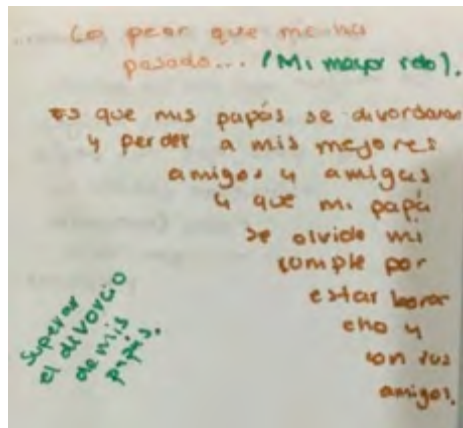 ... Lo peor que me ha
pasado... (Mi mayor reto).
es que mis papás se divorciaran
y perder a mis mejores
amigos y amigas
y que mi papá
se olvide mi
cumple por
estar borar
cho y
con sus
amigos.
Superar
el divorcio
de mis
papás.